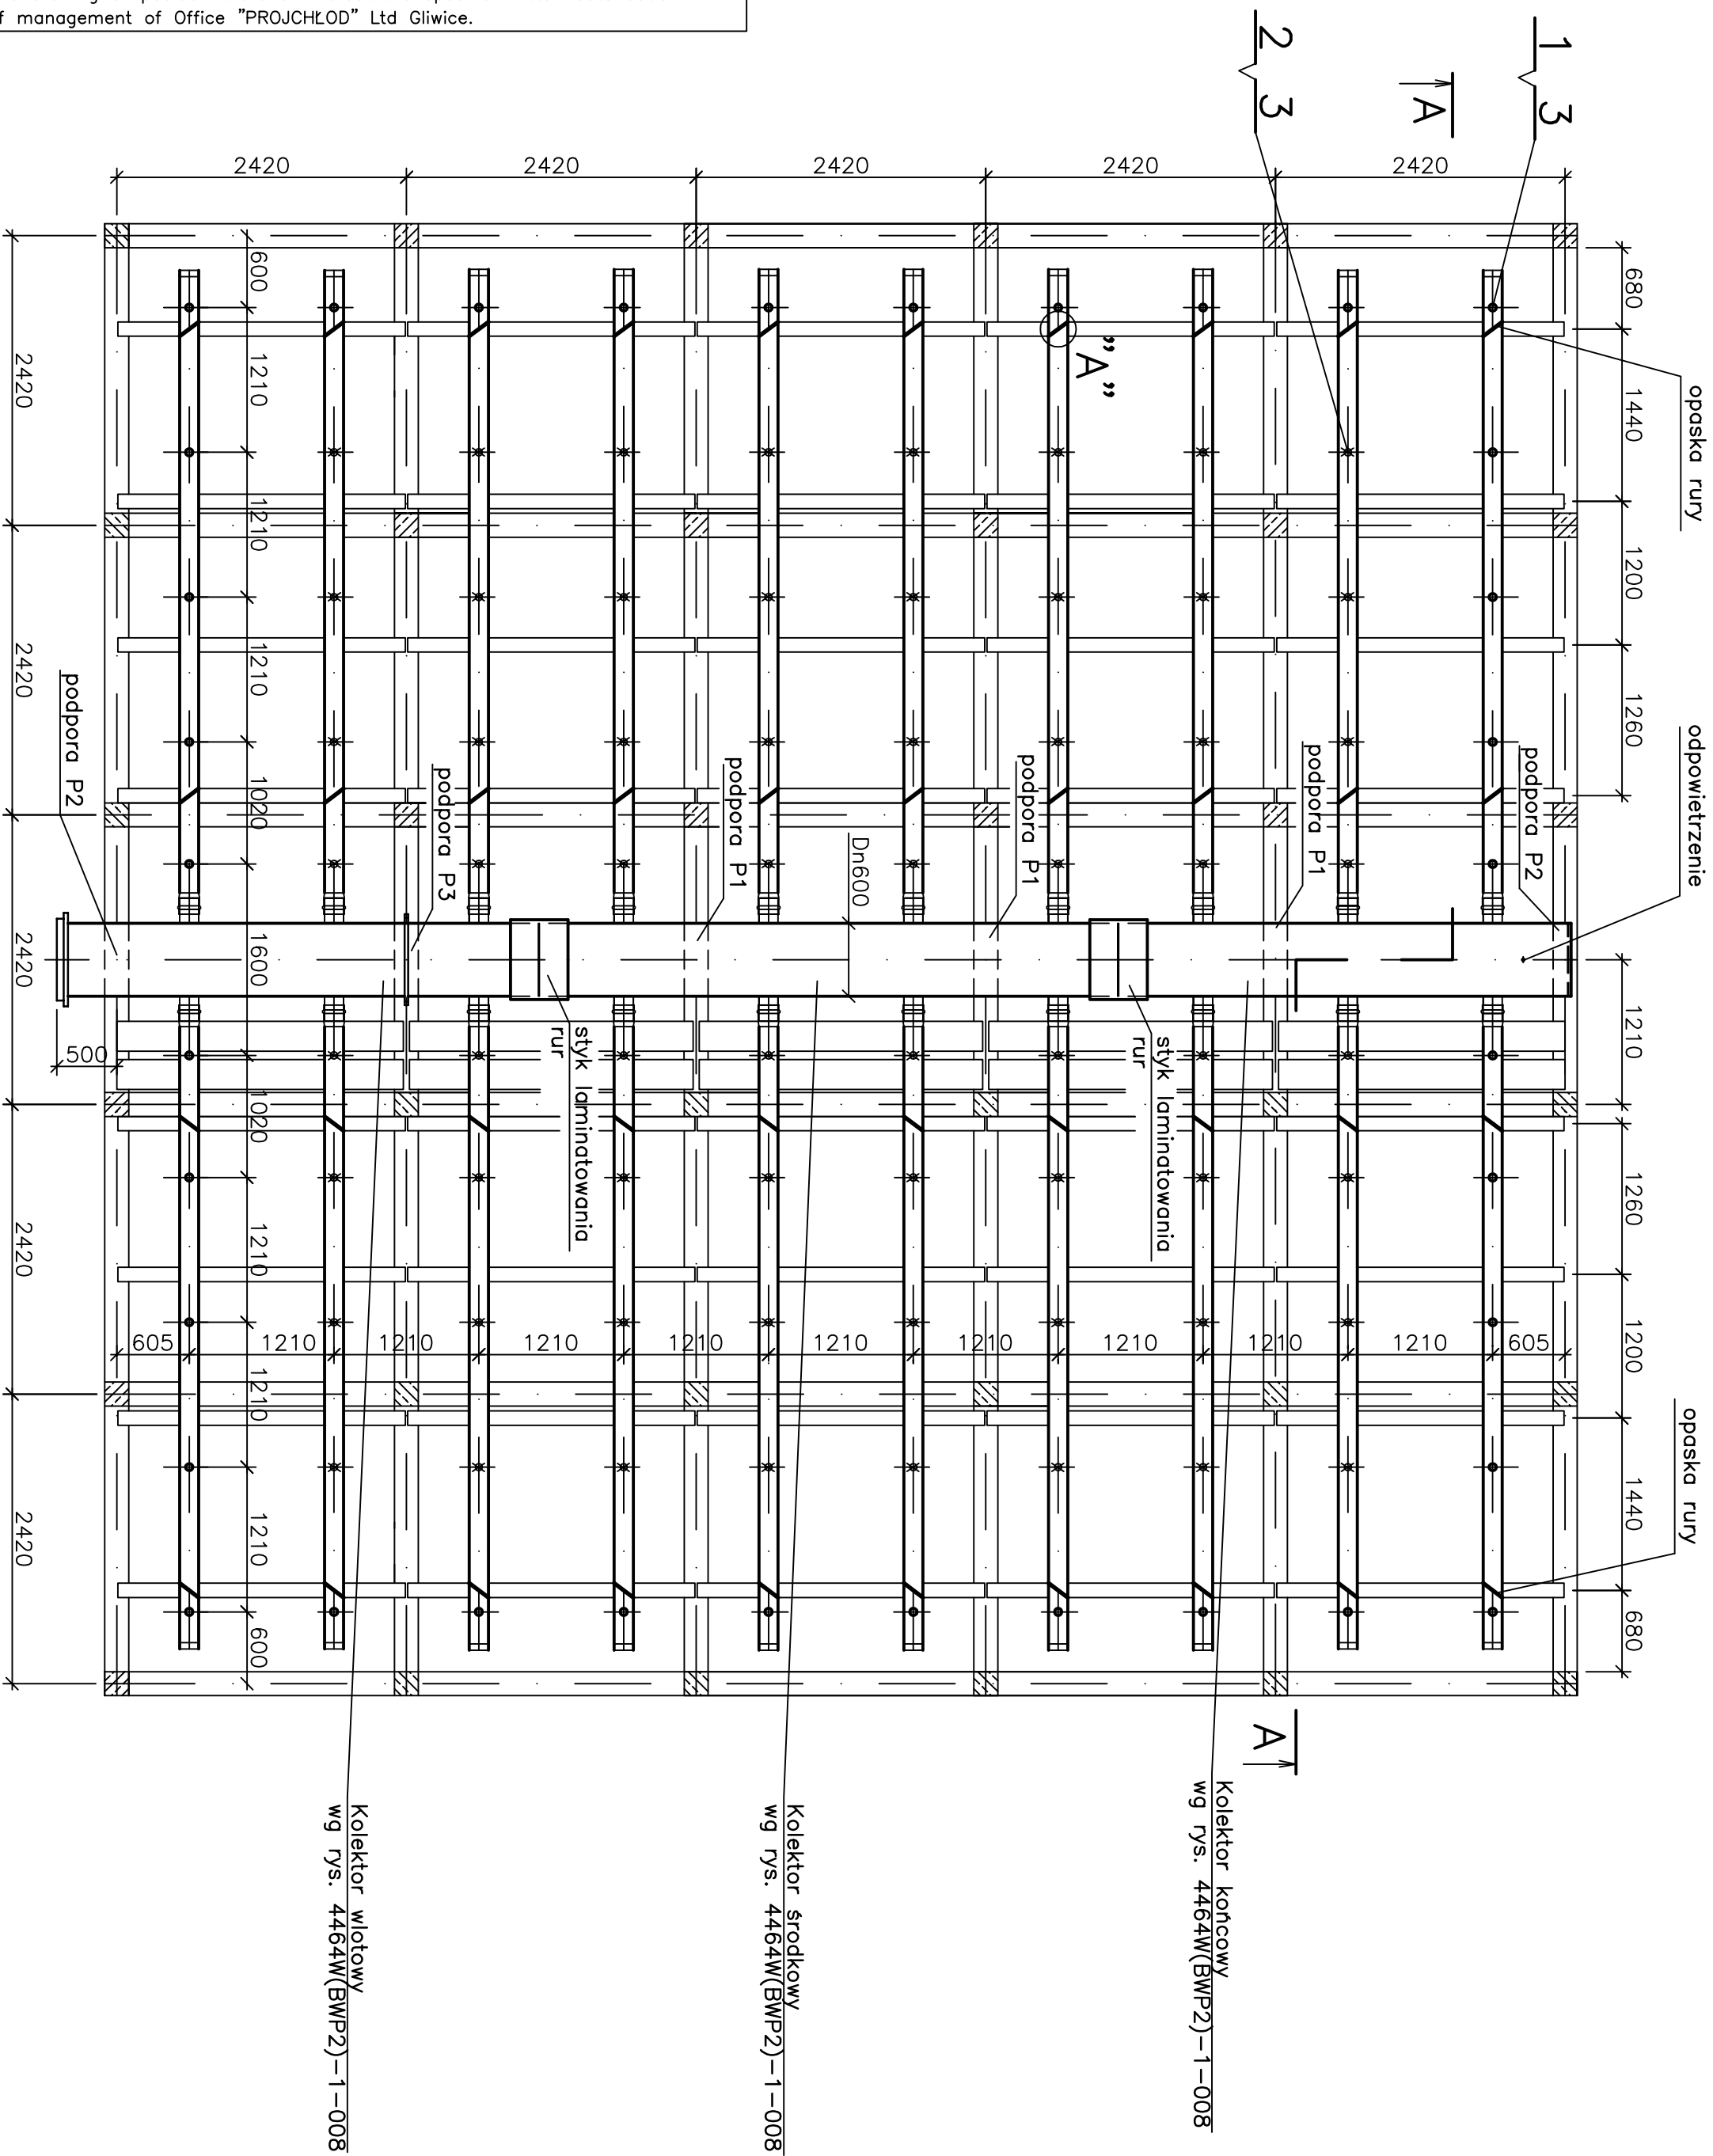 f management of Office "PROJCHŁOD" Ltd Gliwice.
1 3
2 3
A
2420
2420
2420
2420
2420
680
1440
1200
1260
1210
1260
1200
1440
680
opaska rury
odpowietrzenie
opaska rury
podpora P2
podpora P1
podpora P1
podpora P1
podpora P3
podpora P2
"A"
Dn600
styk laminatowania
rur
styk laminatowania
rur
600
1210
1210
1210
1020
1600
1020
1210
1210
1210
600
500
605
1210
1210
1210
1210
1210
1210
1210
1210
1210
605
2420
2420
2420
2420
2420
A
Kolektor końcowy
wg rys. 4464W(BWP2)-1-008
Kolektor środkowy
wg rys. 4464W(BWP2)-1-008
Kolektor wlotowy
wg rys. 4464W(BWP2)-1-008